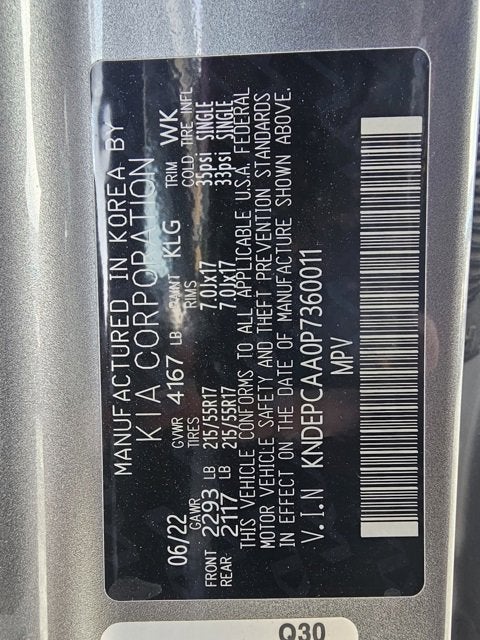 MANUFACTURED IN KOREA BY
KIA CORPORATION
06/22 GVWR 4167 LB P'MNT KLG TRIM WK
GAWR TIRES RIMS COLD TIRE INFL
FRONT 2293 LB 215/55R17 7.0Jx17 35psi SINGLE
REAR 2117 LB 215/55R17 7.0Jx17 33psi SINGLE
THIS VEHICLE CONFORMS TO ALL APPLICABLE U.S.A. FEDERAL
MOTOR VEHICLE SAFETY AND THEFT PREVENTION STANDARDS
IN EFFECT ON THE DATE OF MANUFACTURE SHOWN ABOVE.
V.I.N KNDEPCAA0P7360011
MPV
Q30